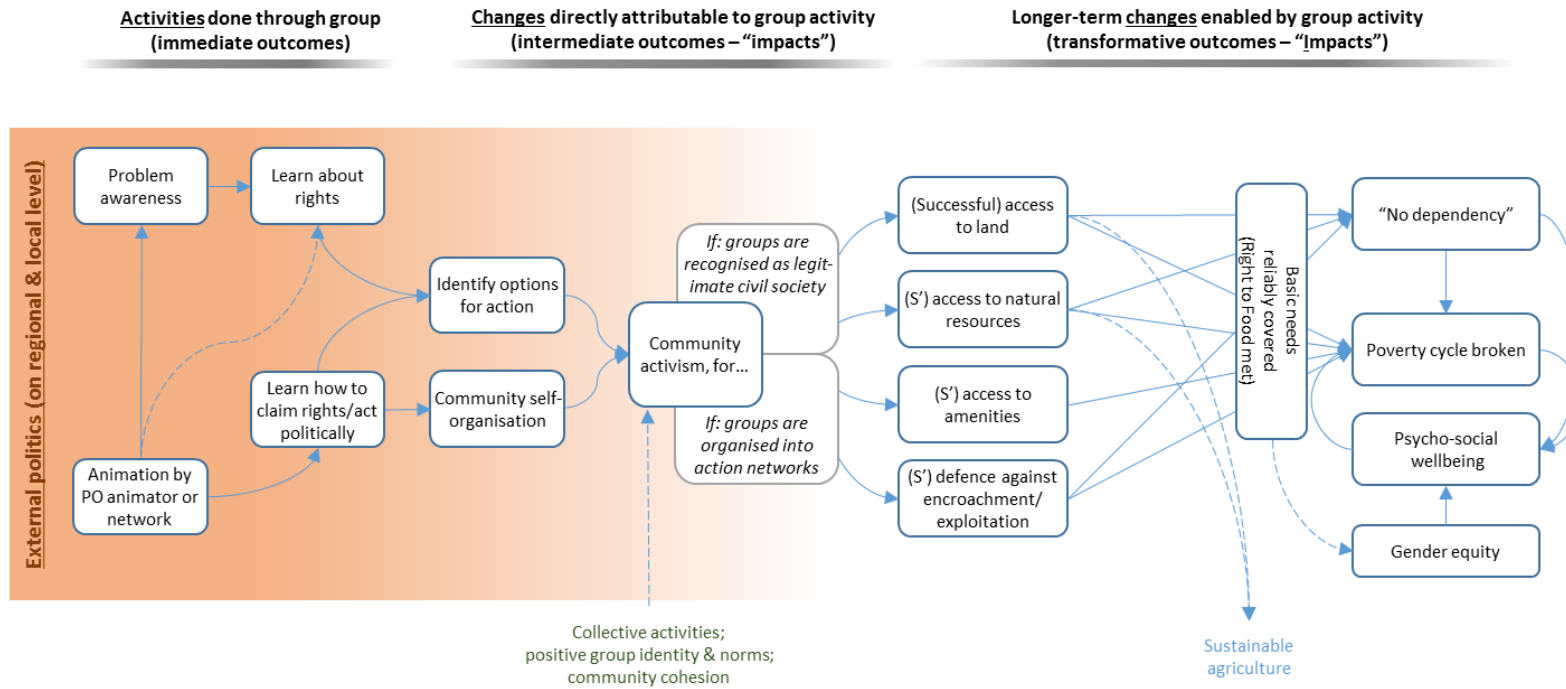 Activities done through group
(immediate outcomes)
Changes directly attributable to group activity
(intermediate outcomes – “impacts”)
Longer-term changes enabled by group activity
(transformative outcomes – “Impacts”)
External politics (on regional & local level)
Problem
awareness
Learn about
rights
Animation by
PO animator or
network
Learn how to
claim rights/act
politically
Identify options
for action
Community self-
organisation
If: groups are
recognised as legit-
imate civil society
Community
activism, for…
If: groups are
organised into
action networks
Collective activities;
positive group identity & norms;
community cohesion
(Successful) access
to land
(S’) access to natural
resources
(S’) access to
amenities
(S’) defence against
encroachment/
exploitation
Basic needs
reliably covered
(Right to Food met)
“No dependency”
Poverty cycle broken
Psycho-social
wellbeing
Gender equity
Sustainable
agriculture